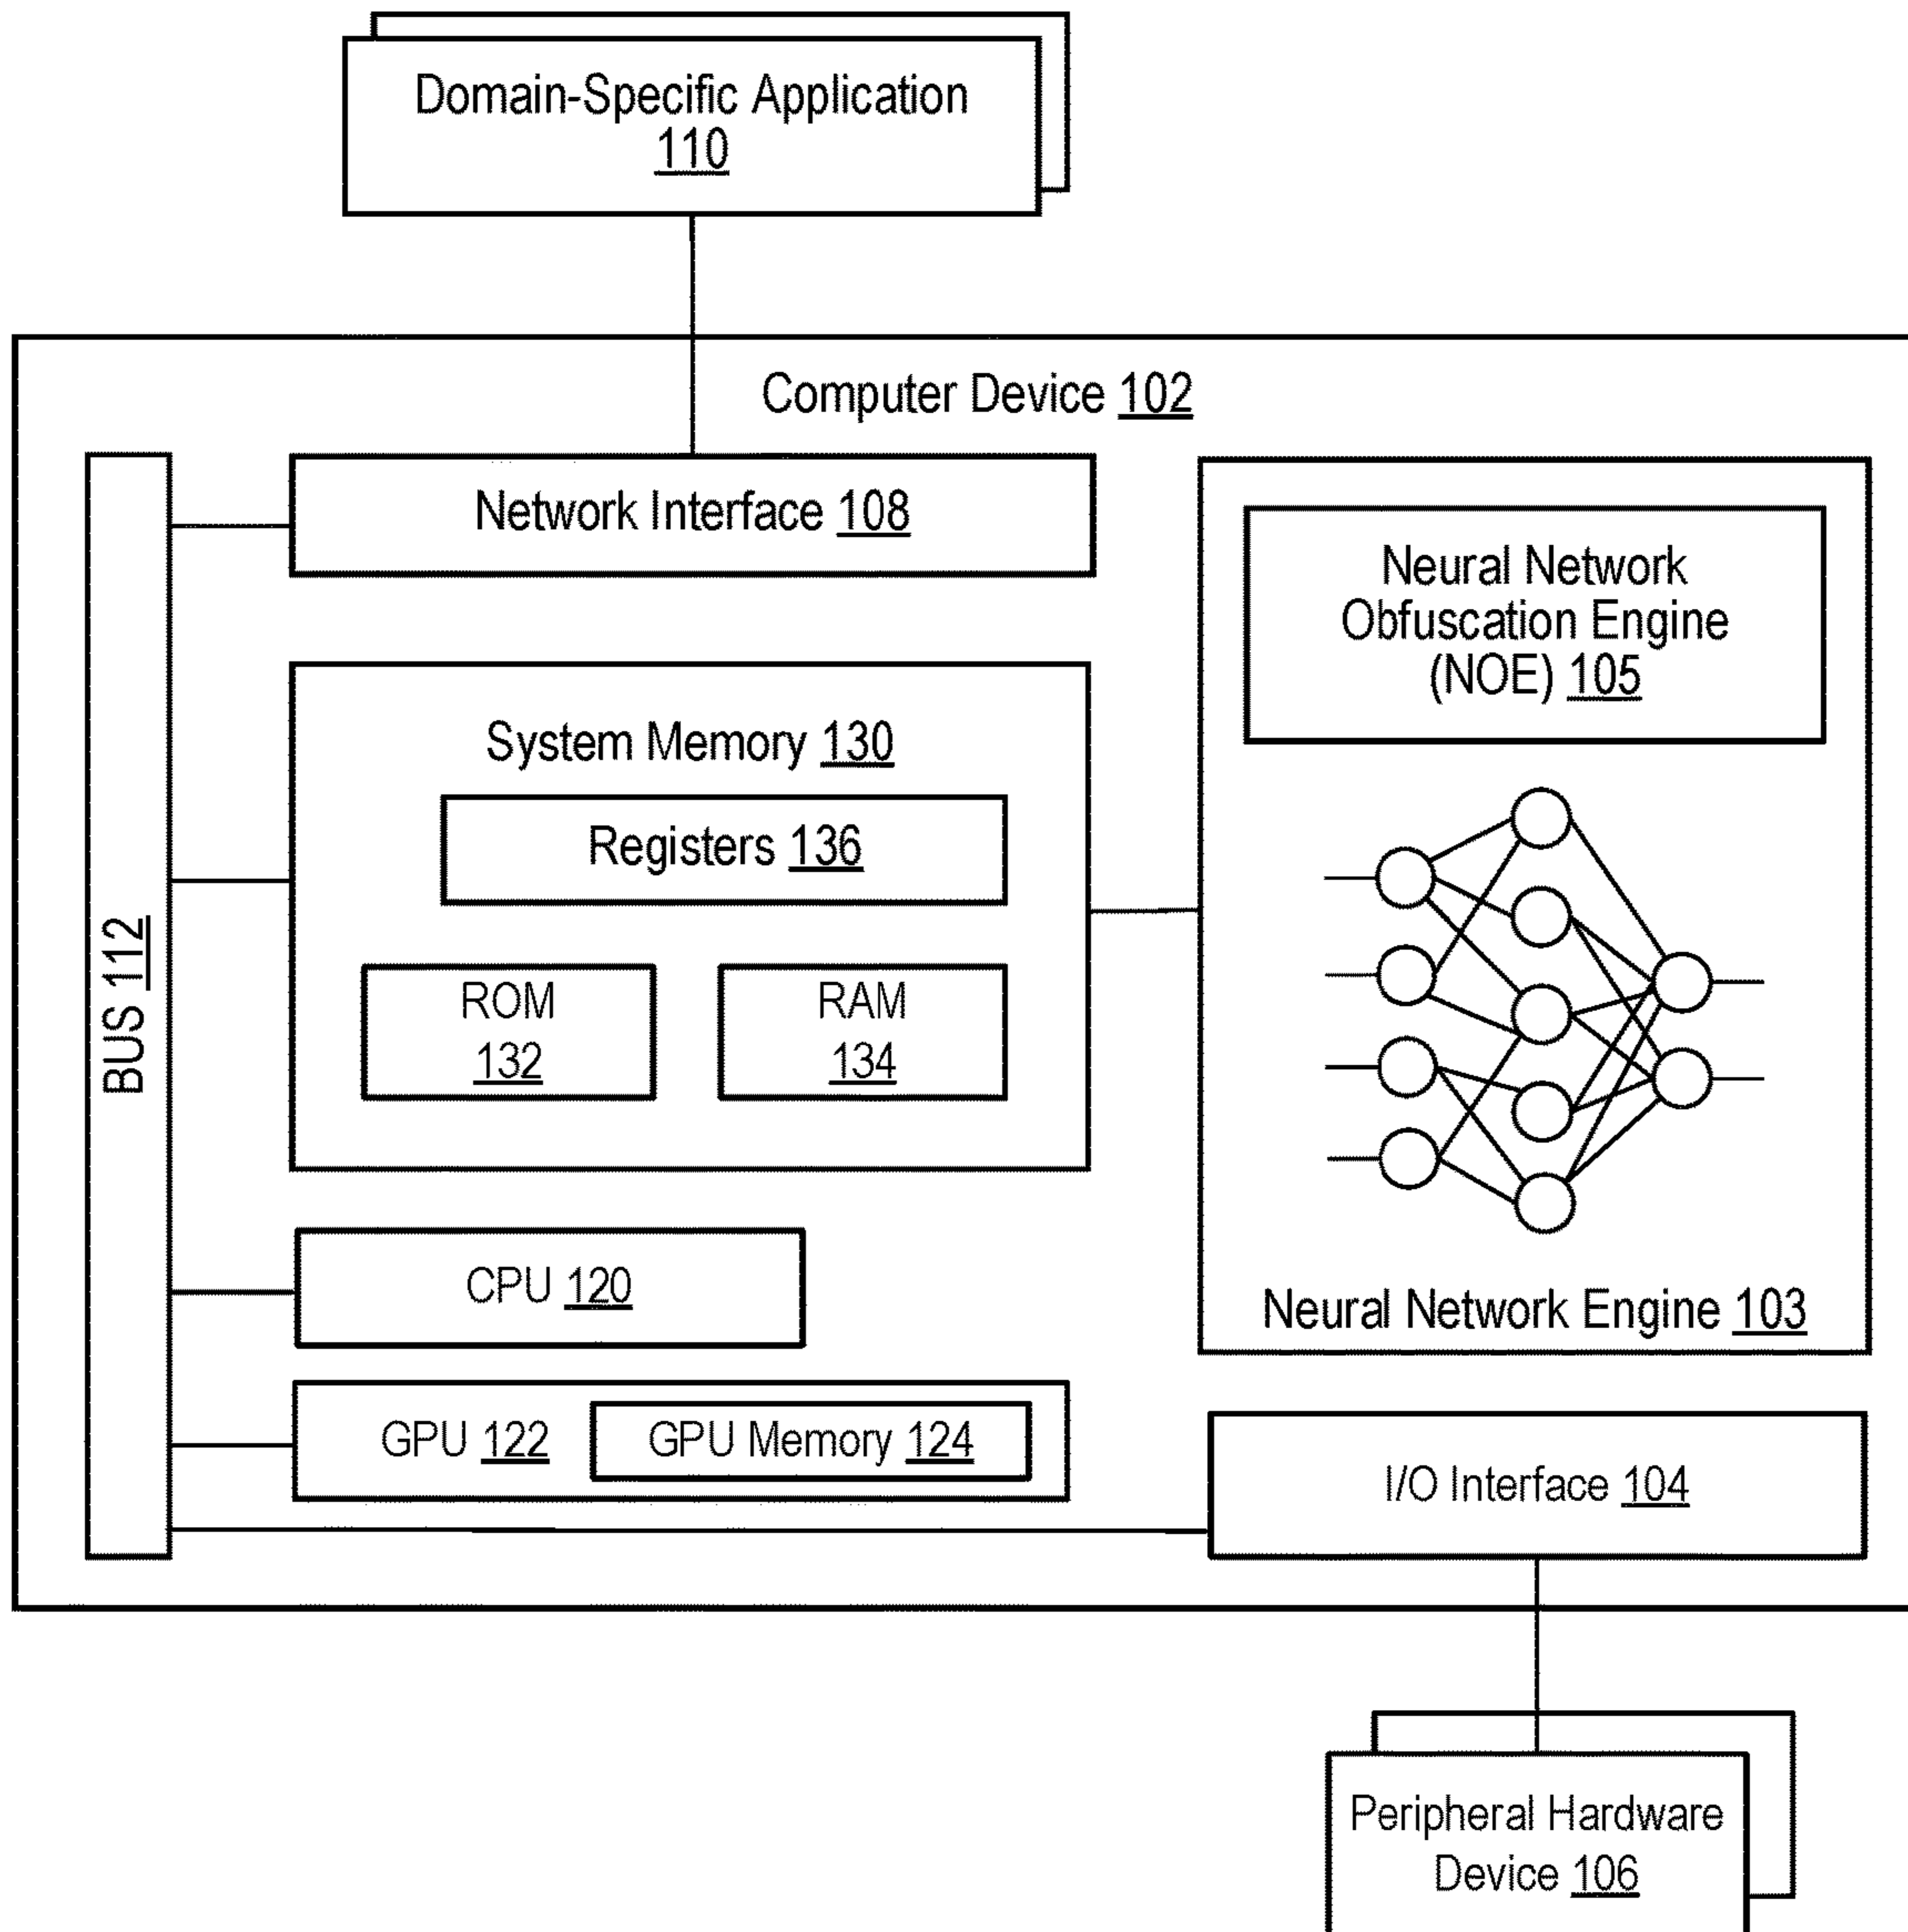 Domain-Specific Application
110
Computer Device 102
Network Interface 108
Neural Network
Obfuscation Engine
(NOE) 105
System Memory 130
Registers 136
ROM
132
RAM
134
BUS 112
CPU 120
Neural Network Engine 103
GPU 122
GPU Memory 124
I/O Interface 104
Peripheral Hardware
Device 106